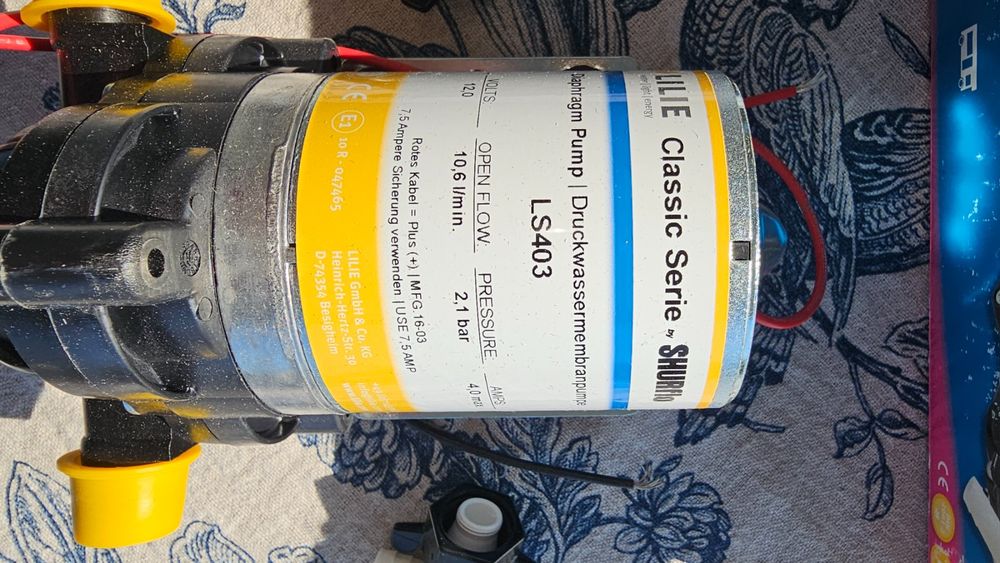 LILIE Classic Serie by SHURflo
Diaphragm Pump | Druckwassermembranpumpe
LS403
VOLTS: OPEN FLOW: PRESSURE: AMPS:
12,0 10,6 l/min. 2,1 bar 4,0 max
Rotes Kabel = Plus (+) | MFG.16-03
7,5 Ampere Sicherung verwenden | USE 7,5 AMP
CE E1 10 R - 047465
LILIE GmbH & Co. KG
Heinrich-Hertz-Str. 30
D-74354 Besigheim
CE